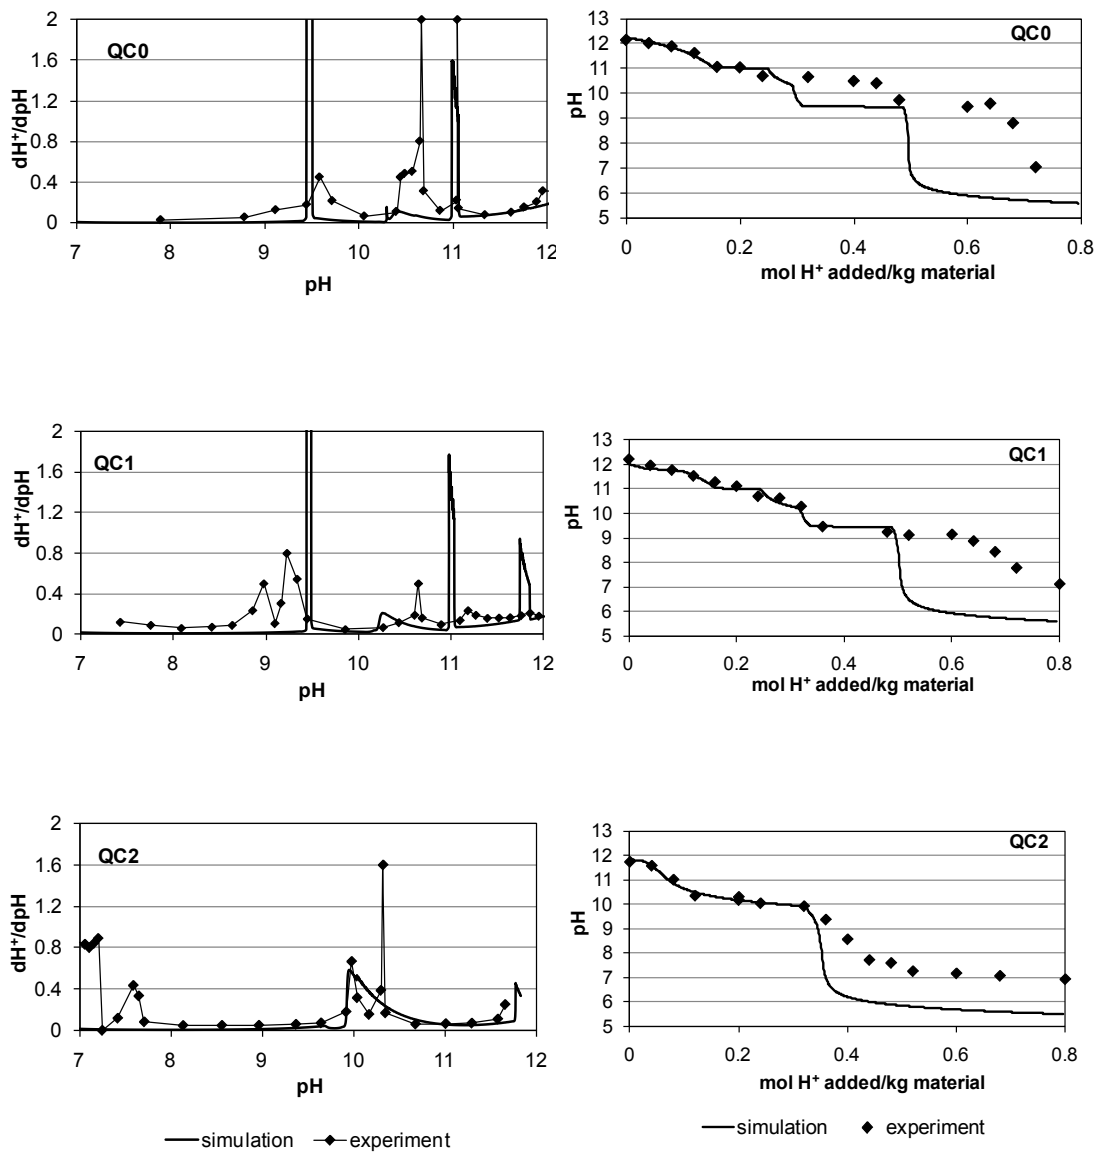 QC0
dH+/dpH
2
1.6
1.2
0.8
0.4
0
7 8 9 10 11 12
pH
QC0
pH
13
12
11
10
9
8
7
6
5
0 0.2 0.4 0.6 0.8
mol H+ added/kg material
QC1
dH+/dpH
2
1.6
1.2
0.8
0.4
0
7 8 9 10 11 12
pH
QC1
pH
13
12
11
10
9
8
7
6
5
0 0.2 0.4 0.6 0.8
mol H+ added/kg material
QC2
dH+/dpH
2
1.6
1.2
0.8
0.4
0
7 8 9 10 11 12
pH
simulation experiment
QC2
pH
13
12
11
10
9
8
7
6
5
0 0.2 0.4 0.6 0.8
mol H+ added/kg material
simulation experiment